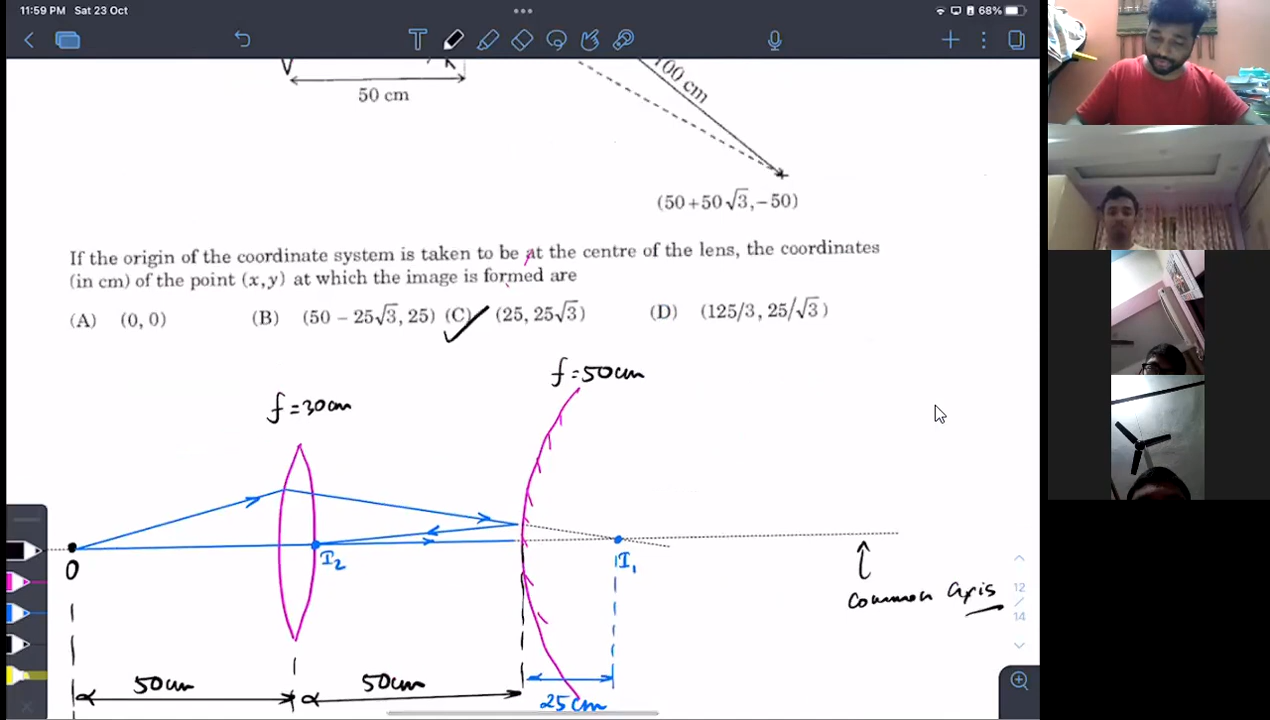 11:59 PM Sat 23 Oct
68%
T
50 cm
100 cm
(50+50√3,−50)
If the origin of the coordinate system is taken to be at the centre of the lens, the coordinates
(in cm) of the point (x,y) at which the image is formed are
(A) (0, 0) (B) (50 − 25√3, 25) (C) (25, 25√3) (D) (125/3, 25/√3)
f=50cm
f=30cm
O
I₂
I₁
Common axis
50cm
50cm
25cm
12
/
14